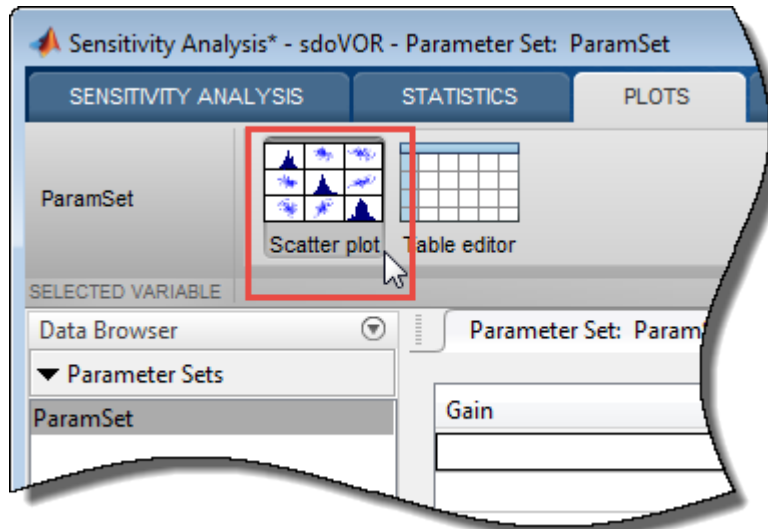 Sensitivity Analysis* - sdoVOR - Parameter Set: ParamSet
SENSITIVITY ANALYSIS STATISTICS PLOTS
ParamSet
Scatter plot Table editor
SELECTED VARIABLE
Data Browser
Parameter Set: Param
Parameter Sets
ParamSet
Gain